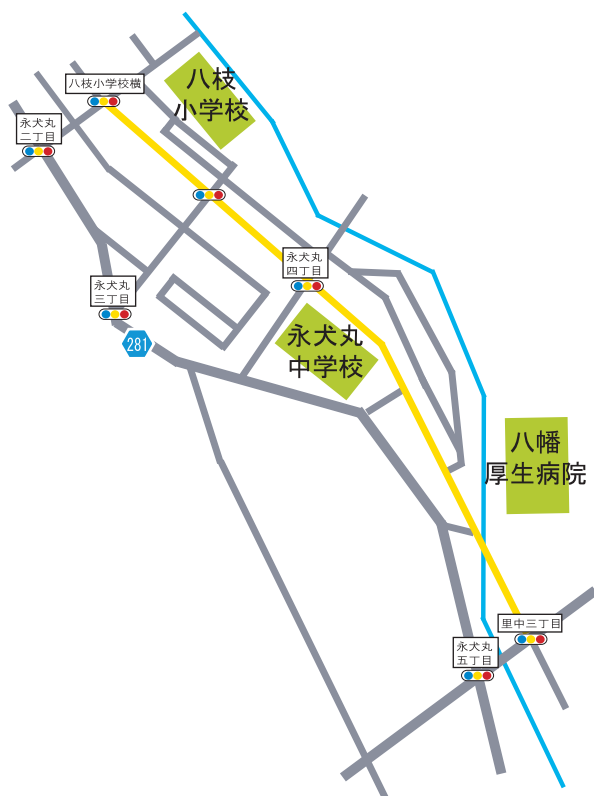 八枝
小学校
八枝小学校横
永犬丸
二丁目
永犬丸
四丁目
永犬丸
三丁目
281
永犬丸
中学校
八幡
厚生病院
里中三丁目
永犬丸
五丁目